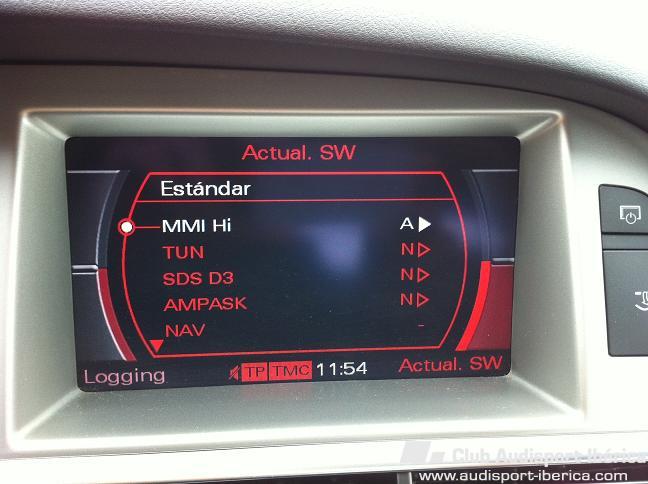 Actual. SW
Estándar
MMI Hi A
TUN N
SDS D3 N
AMPASK N
NAV -
Logging TP TMC 11:54 Actual. SW
Club Audisport Ibérica
www.audisport-iberica.com